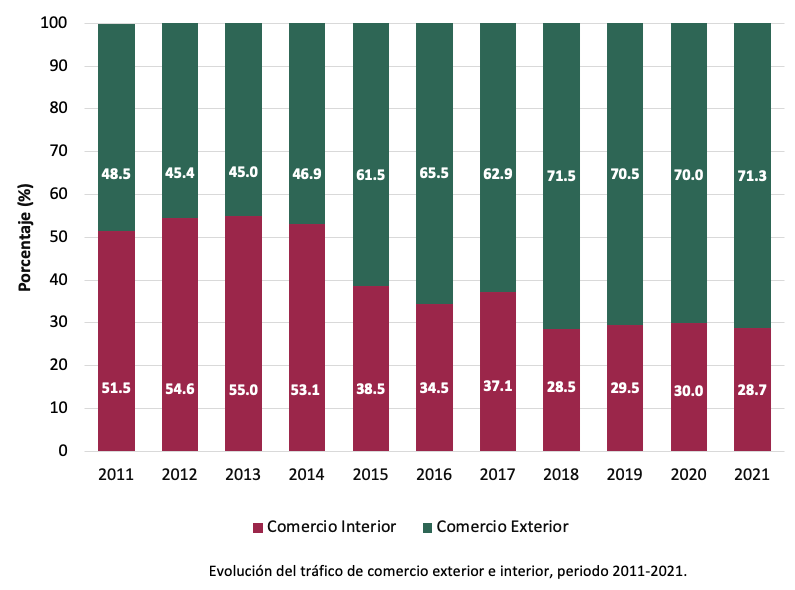 100
90
80
70
60
50
40
30
20
10
0
Porcentaje (%)
48.5 45.4 45.0 46.9 61.5 65.5 62.9 71.5 70.5 70.0 71.3
51.5 54.6 55.0 53.1 38.5 34.5 37.1 28.5 29.5 30.0 28.7
2011 2012 2013 2014 2015 2016 2017 2018 2019 2020 2021
Comercio Interior Comercio Exterior
Evolución del tráfico de comercio exterior e interior, periodo 2011-2021.